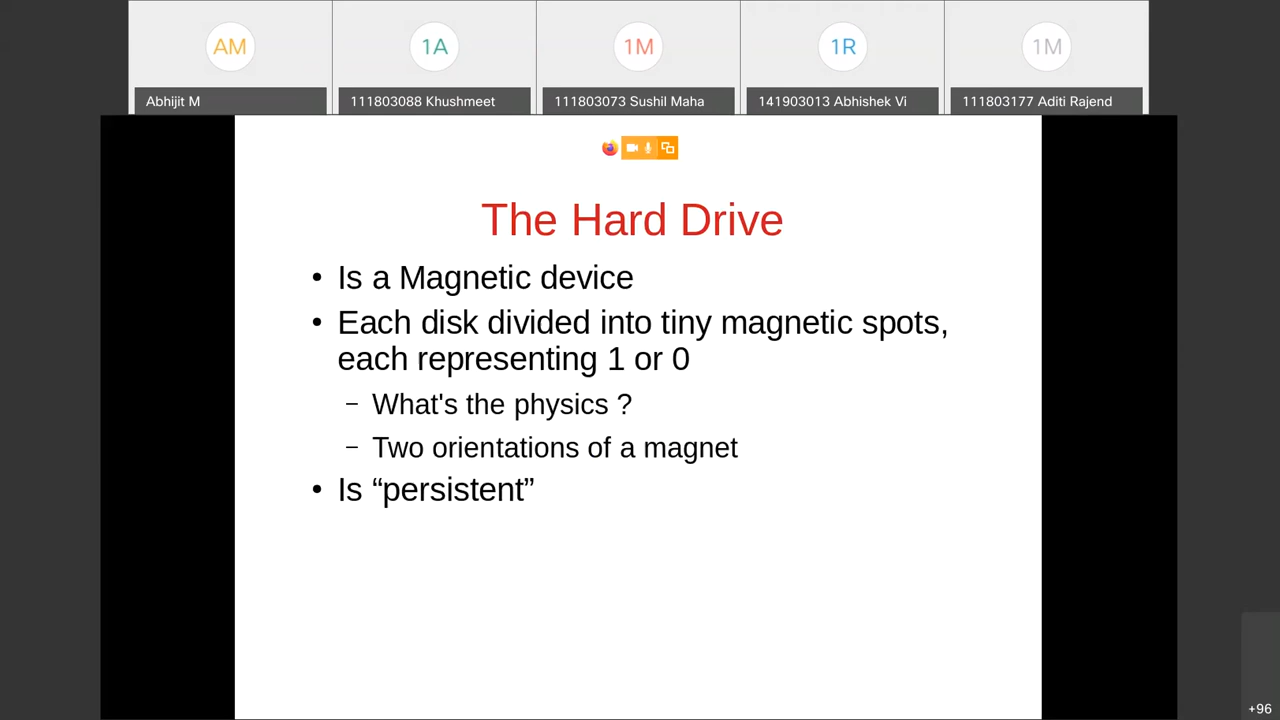 AM
1A
1M
1R
1M
Abhijit M
111803088 Khushmeet
111803073 Sushil Maha
141903013 Abhishek Vi
111803177 Aditi Rajend
The Hard Drive
• Is a Magnetic device
• Each disk divided into tiny magnetic spots,
each representing 1 or 0
– What's the physics ?
– Two orientations of a magnet
• Is “persistent”
+96